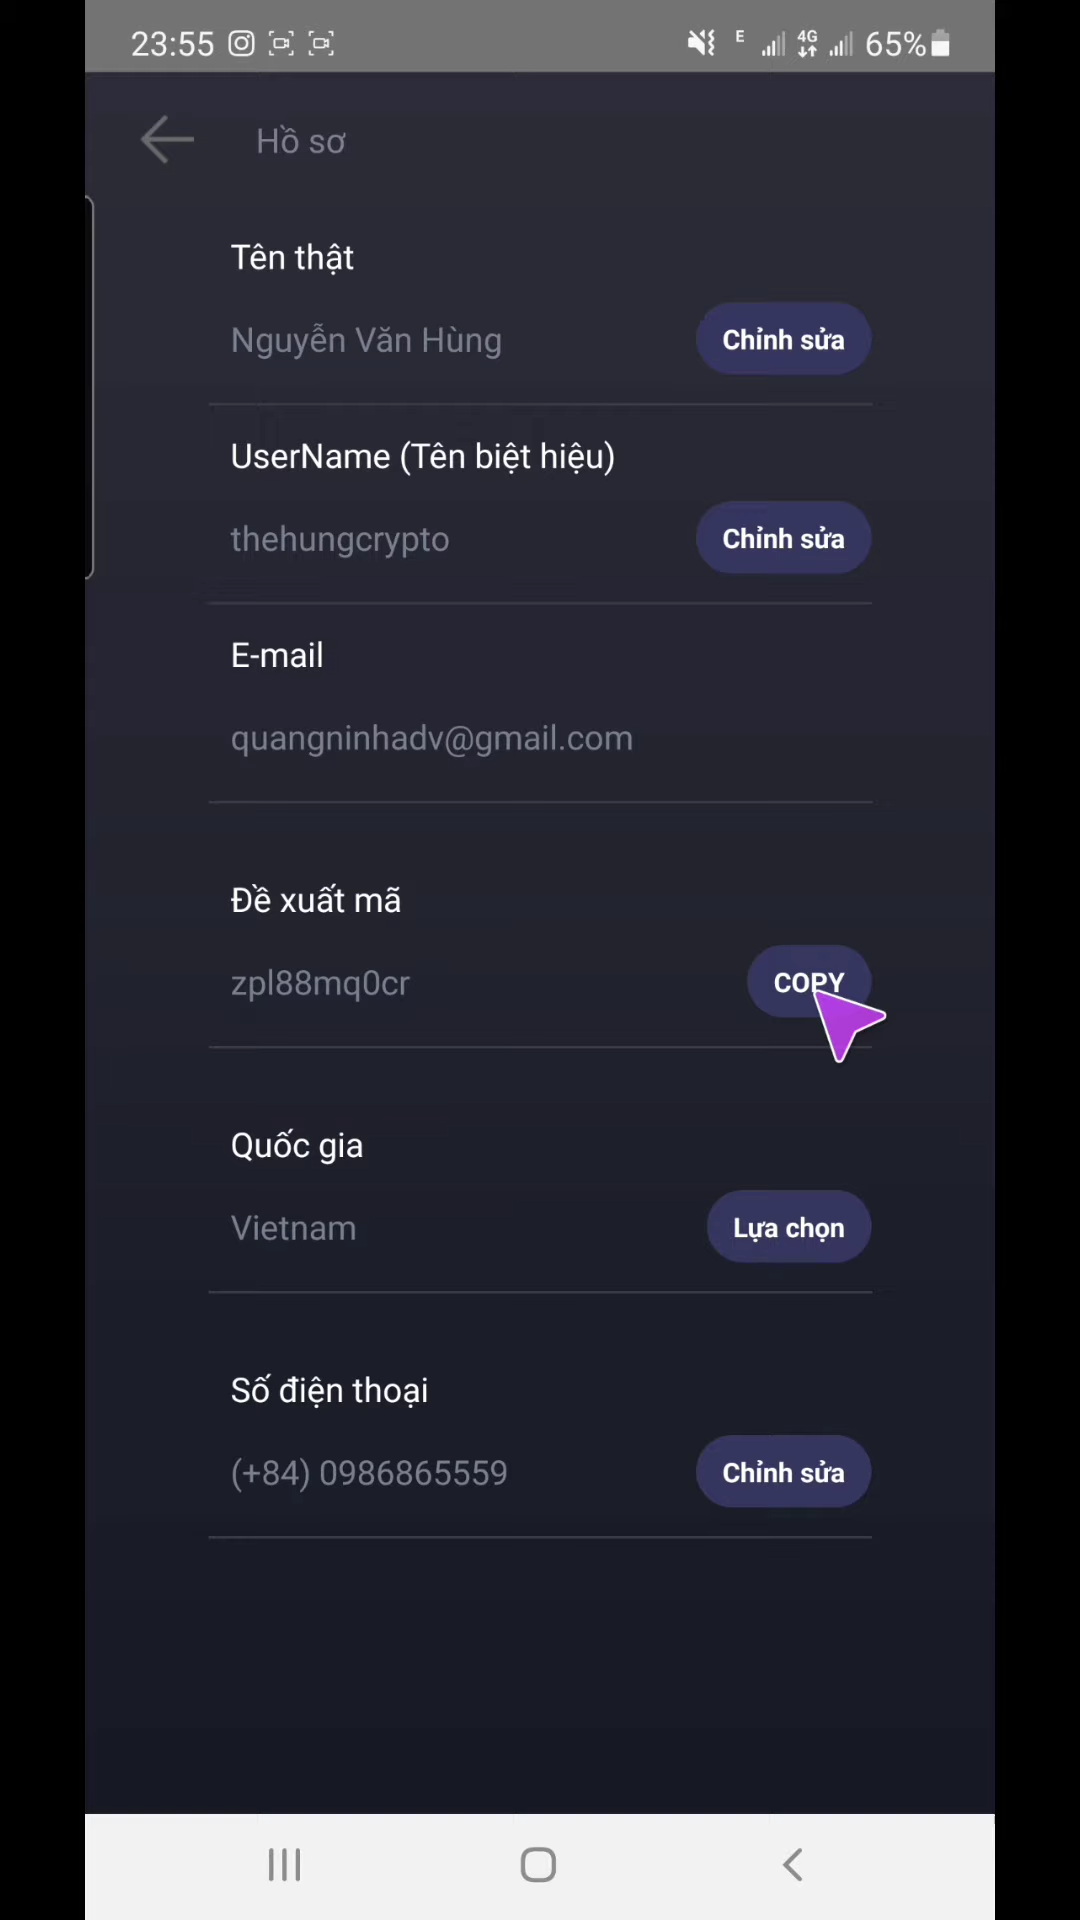 23:55 E 4G 65%
Hồ sơ
Tên thật
Nguyễn Văn Hùng Chỉnh sửa
UserName (Tên biệt hiệu)
thehungcrypto Chỉnh sửa
E-mail
quangninhadv@gmail.com
Đề xuất mã
zpl88mq0cr COPY
Quốc gia
Vietnam Lựa chọn
Số điện thoại
(+84) 0986865559 Chỉnh sửa